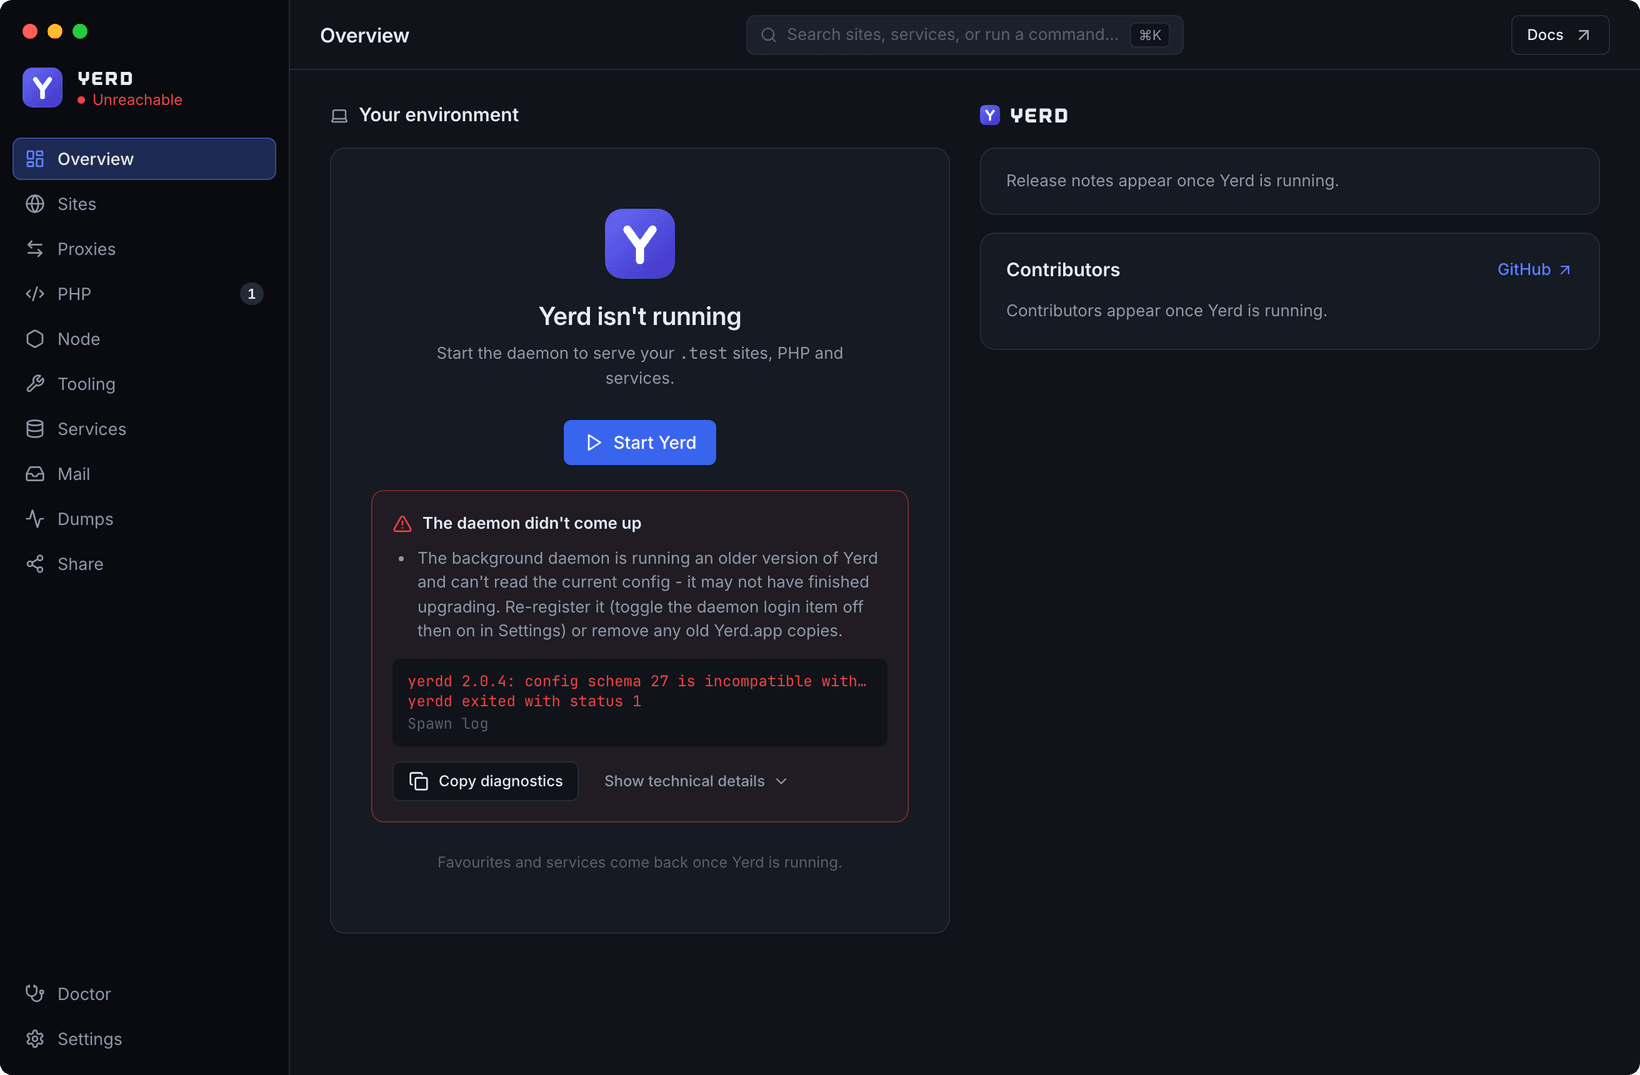 YERD
Unreachable
Overview
Sites
Proxies
PHP
1
Node
Tooling
Services
Mail
Dumps
Share
Doctor
Settings
Overview
Search sites, services, or run a command...
⌘K
Docs
Your environment
Y
Yerd isn't running
Start the daemon to serve your .test sites, PHP and
services.
Start Yerd
The daemon didn't come up
• The background daemon is running an older version of Yerd
and can't read the current config - it may not have finished
upgrading. Re-register it (toggle the daemon login item off
then on in Settings) or remove any old Yerd.app copies.
yerdd 2.0.4: config schema 27 is incompatible with…
yerdd exited with status 1
Spawn log
Copy diagnostics
Show technical details
Favourites and services come back once Yerd is running.
Y YERD
Release notes appear once Yerd is running.
Contributors
GitHub
Contributors appear once Yerd is running.